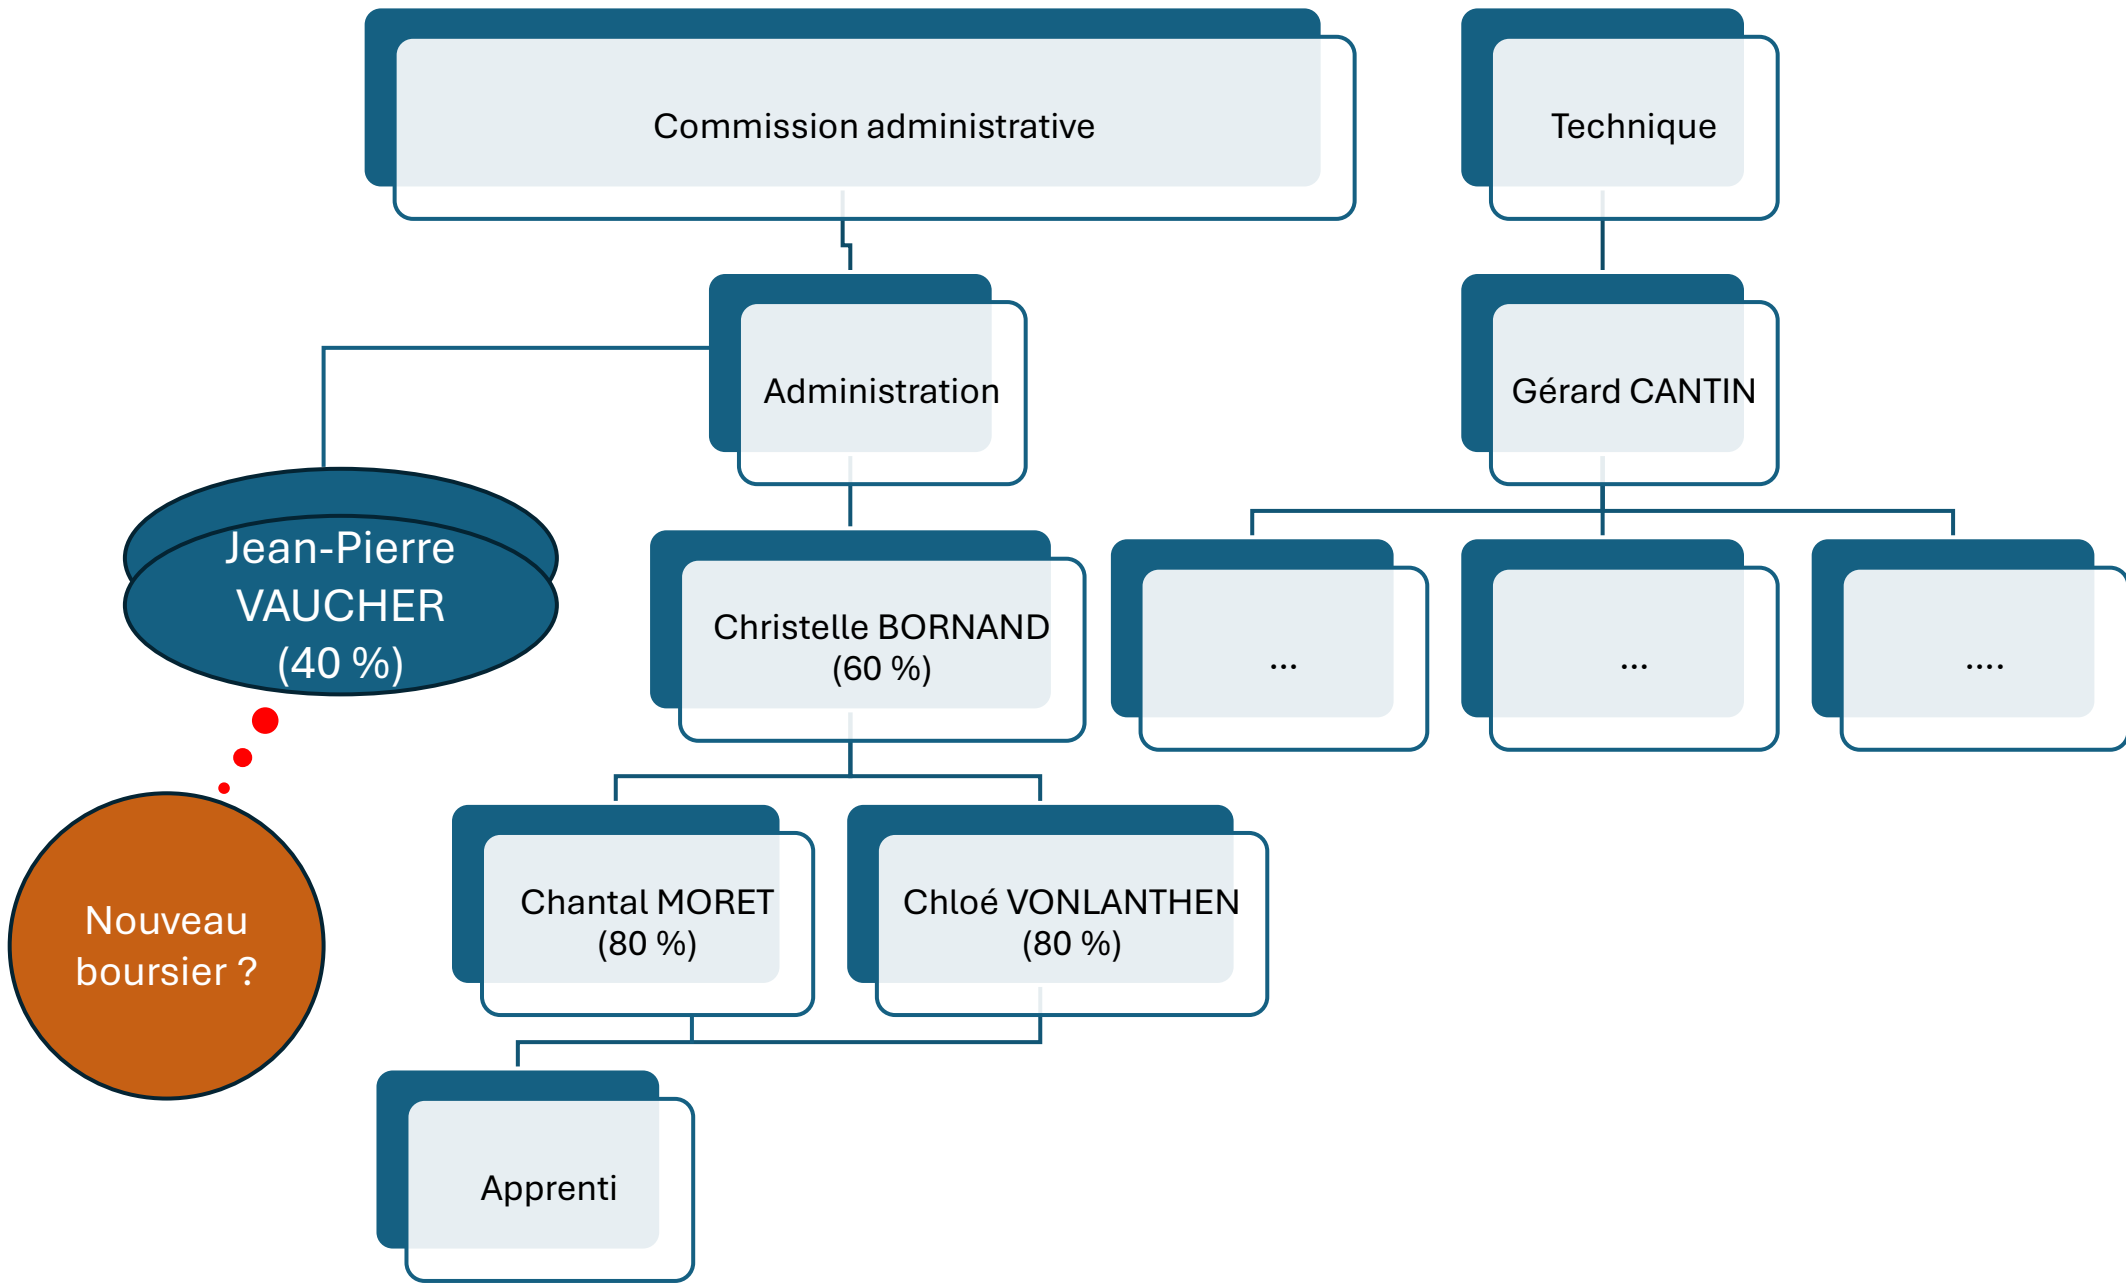 Commission administrative
Technique
Administration
Gérard CANTIN
Jean-Pierre
VAUCHER
(40 %)
Christelle BORNAND
(60 %)
...
...
....
Nouveau
boursier ?
Chantal MORET
(80 %)
Chloé VONLANTHEN
(80 %)
Apprenti